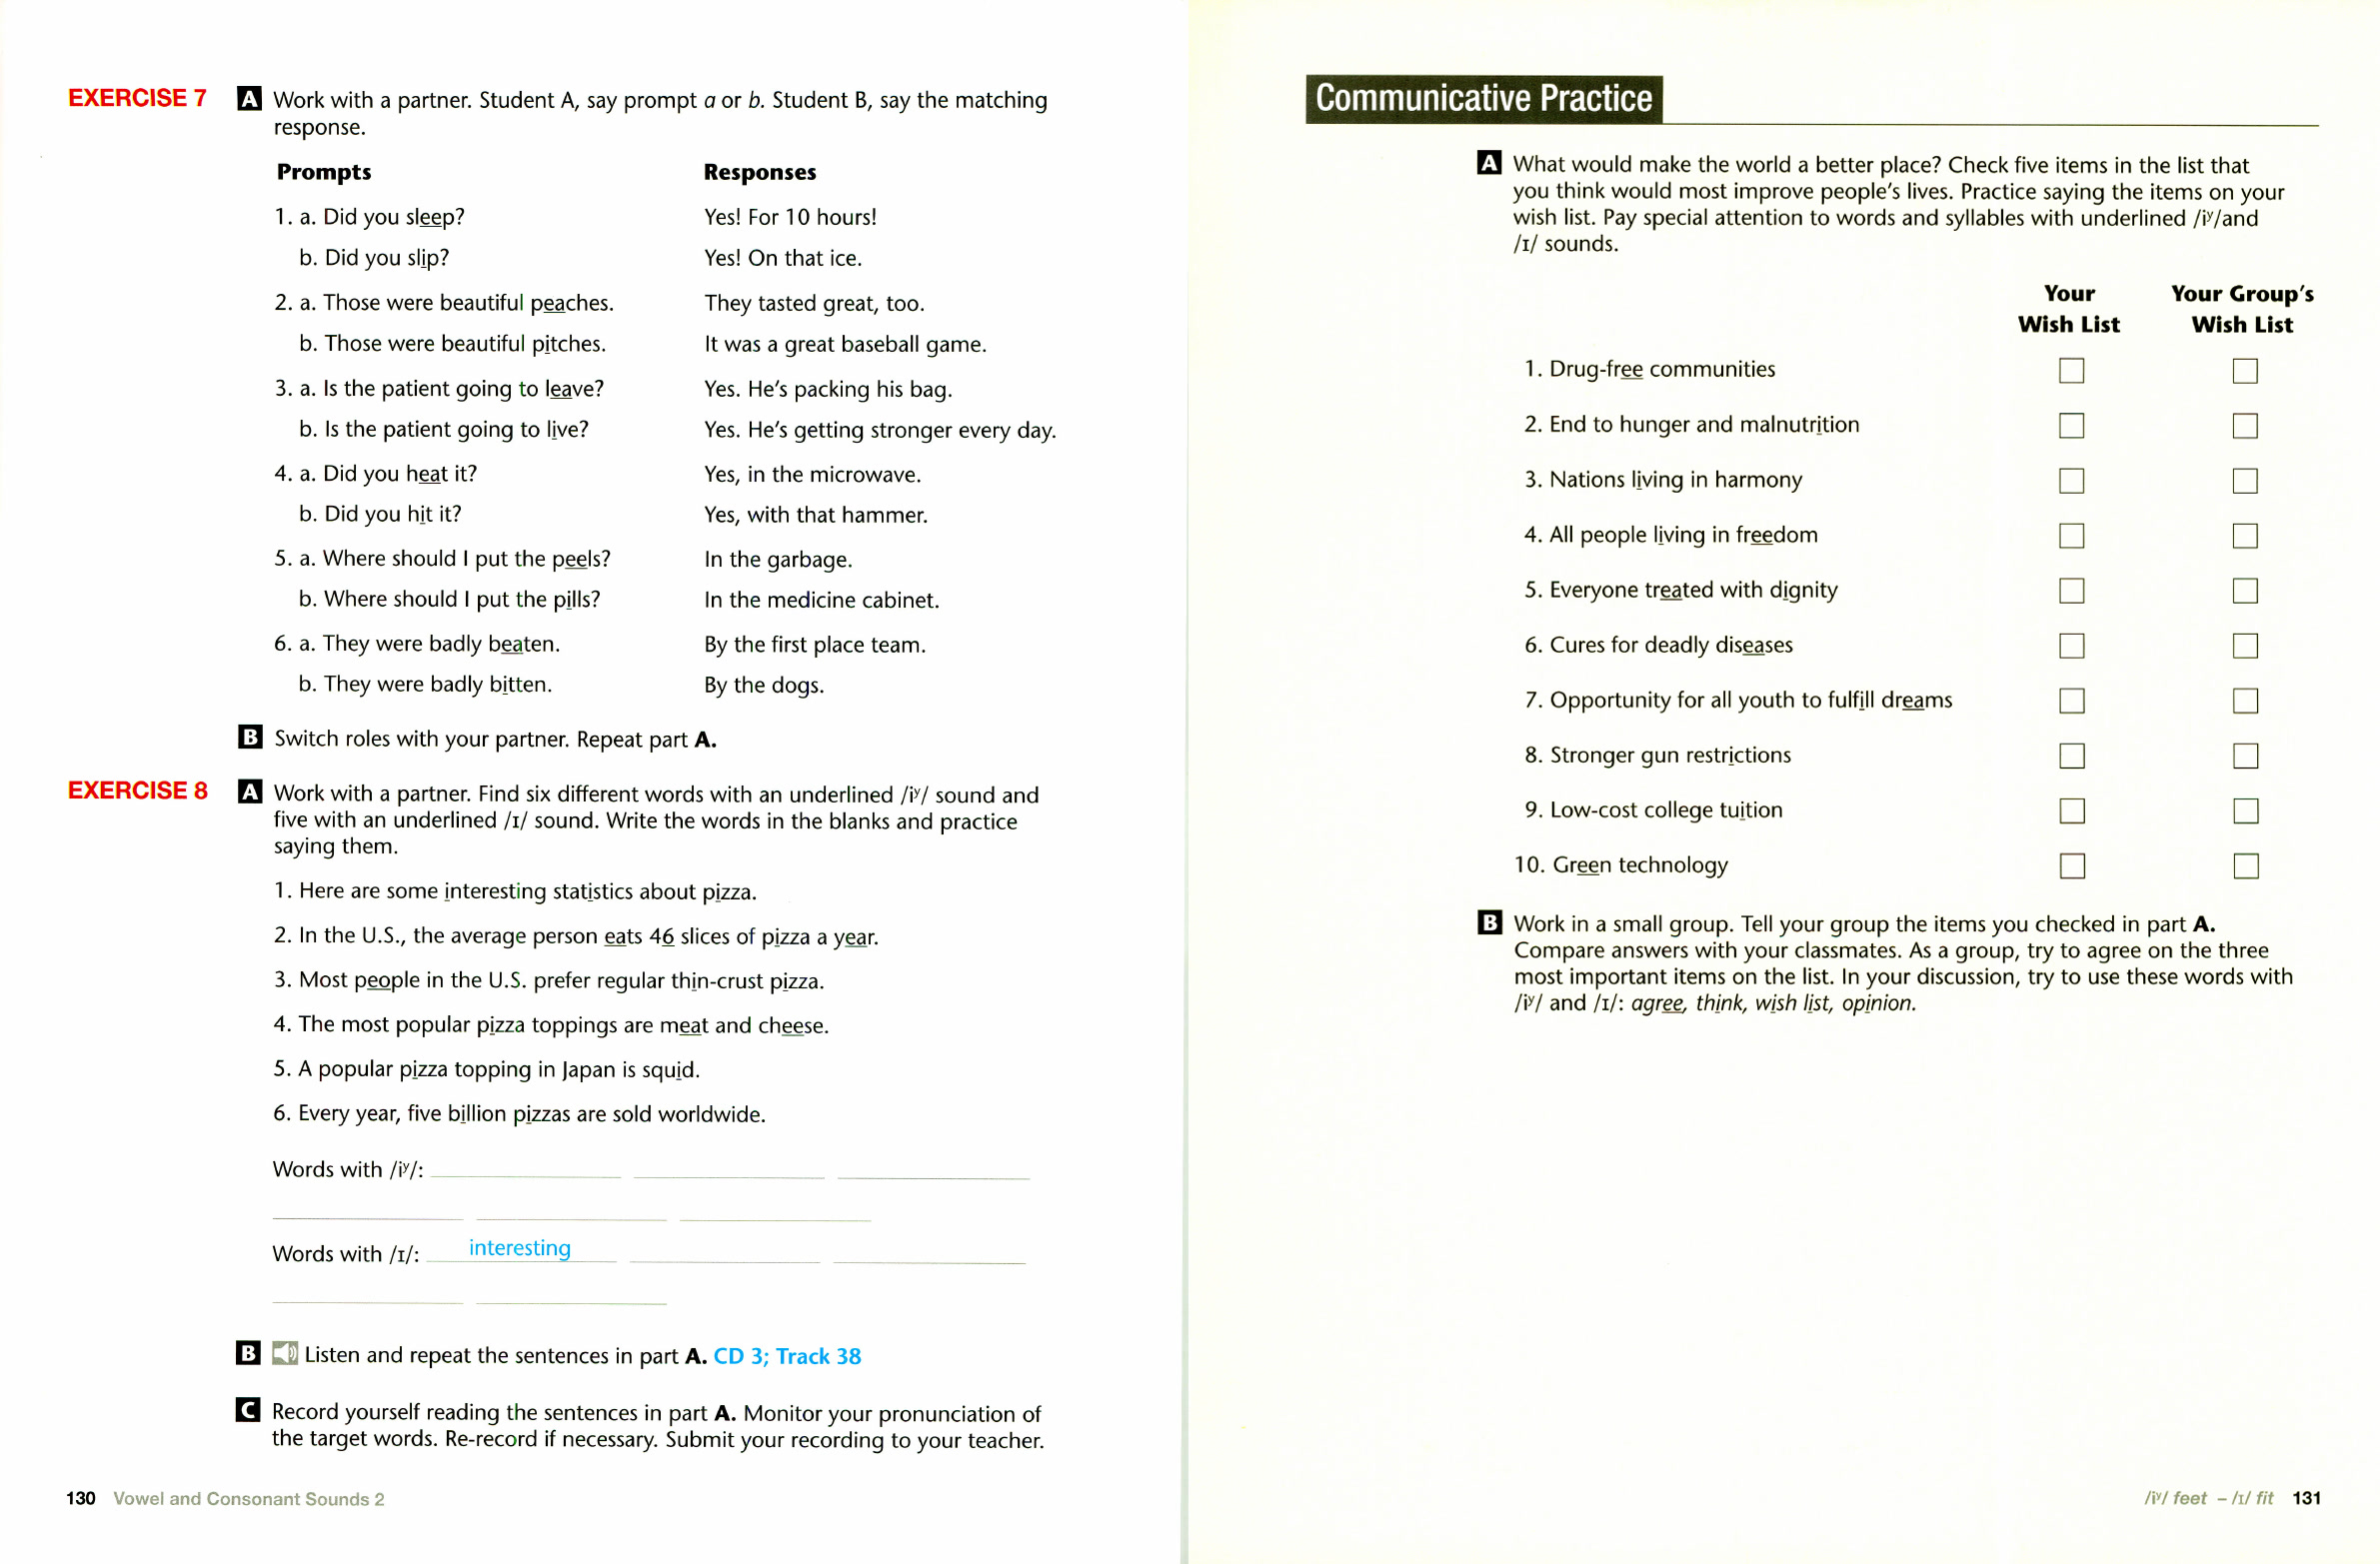 EXERCISE 7
A Work with a partner. Student A, say prompt a or b. Student B, say the matching
response.
Prompts Responses
1. a. Did you sleep? Yes! For 10 hours!
b. Did you slip? Yes! On that ice.
2. a. Those were beautiful peaches. They tasted great, too.
b. Those were beautiful pitches. It was a great baseball game.
3. a. Is the patient going to leave? Yes. He's packing his bag.
b. Is the patient going to live? Yes. He's getting stronger every day.
4. a. Did you heat it? Yes, in the microwave.
b. Did you hit it? Yes, with that hammer.
5. a. Where should I put the peels? In the garbage.
b. Where should I put the pills? In the medicine cabinet.
6. a. They were badly beaten. By the first place team.
b. They were badly bitten. By the dogs.
B Switch roles with your partner. Repeat part A.
EXERCISE 8
A Work with a partner. Find six different words with an underlined /iʸ/ sound and
five with an underlined /ɪ/ sound. Write the words in the blanks and practice
saying them.
1. Here are some interesting statistics about pizza.
2. In the U.S., the average person eats 46 slices of pizza a year.
3. Most people in the U.S. prefer regular thin-crust pizza.
4. The most popular pizza toppings are meat and cheese.
5. A popular pizza topping in Japan is squid.
6. Every year, five billion pizzas are sold worldwide.
Words with /iʸ/:
Words with /ɪ/: interesting
B Listen and repeat the sentences in part A. CD 3; Track 38
C Record yourself reading the sentences in part A. Monitor your pronunciation of
the target words. Re-record if necessary. Submit your recording to your teacher.
130 Vowel and Consonant Sounds 2
Communicative Practice
A What would make the world a better place? Check five items in the list that
you think would most improve people's lives. Practice saying the items on your
wish list. Pay special attention to words and syllables with underlined /iʸ/and
/ɪ/ sounds.
Your Your Group's
Wish List Wish List
1. Drug-free communities
2. End to hunger and malnutrition
3. Nations living in harmony
4. All people living in freedom
5. Everyone treated with dignity
6. Cures for deadly diseases
7. Opportunity for all youth to fulfill dreams
8. Stronger gun restrictions
9. Low-cost college tuition
10. Green technology
B Work in a small group. Tell your group the items you checked in part A.
Compare answers with your classmates. As a group, try to agree on the three
most important items on the list. In your discussion, try to use these words with
/iʸ/ and /ɪ/: agree, think, wish list, opinion.
/iʸ/ feet – /ɪ/ fit 131